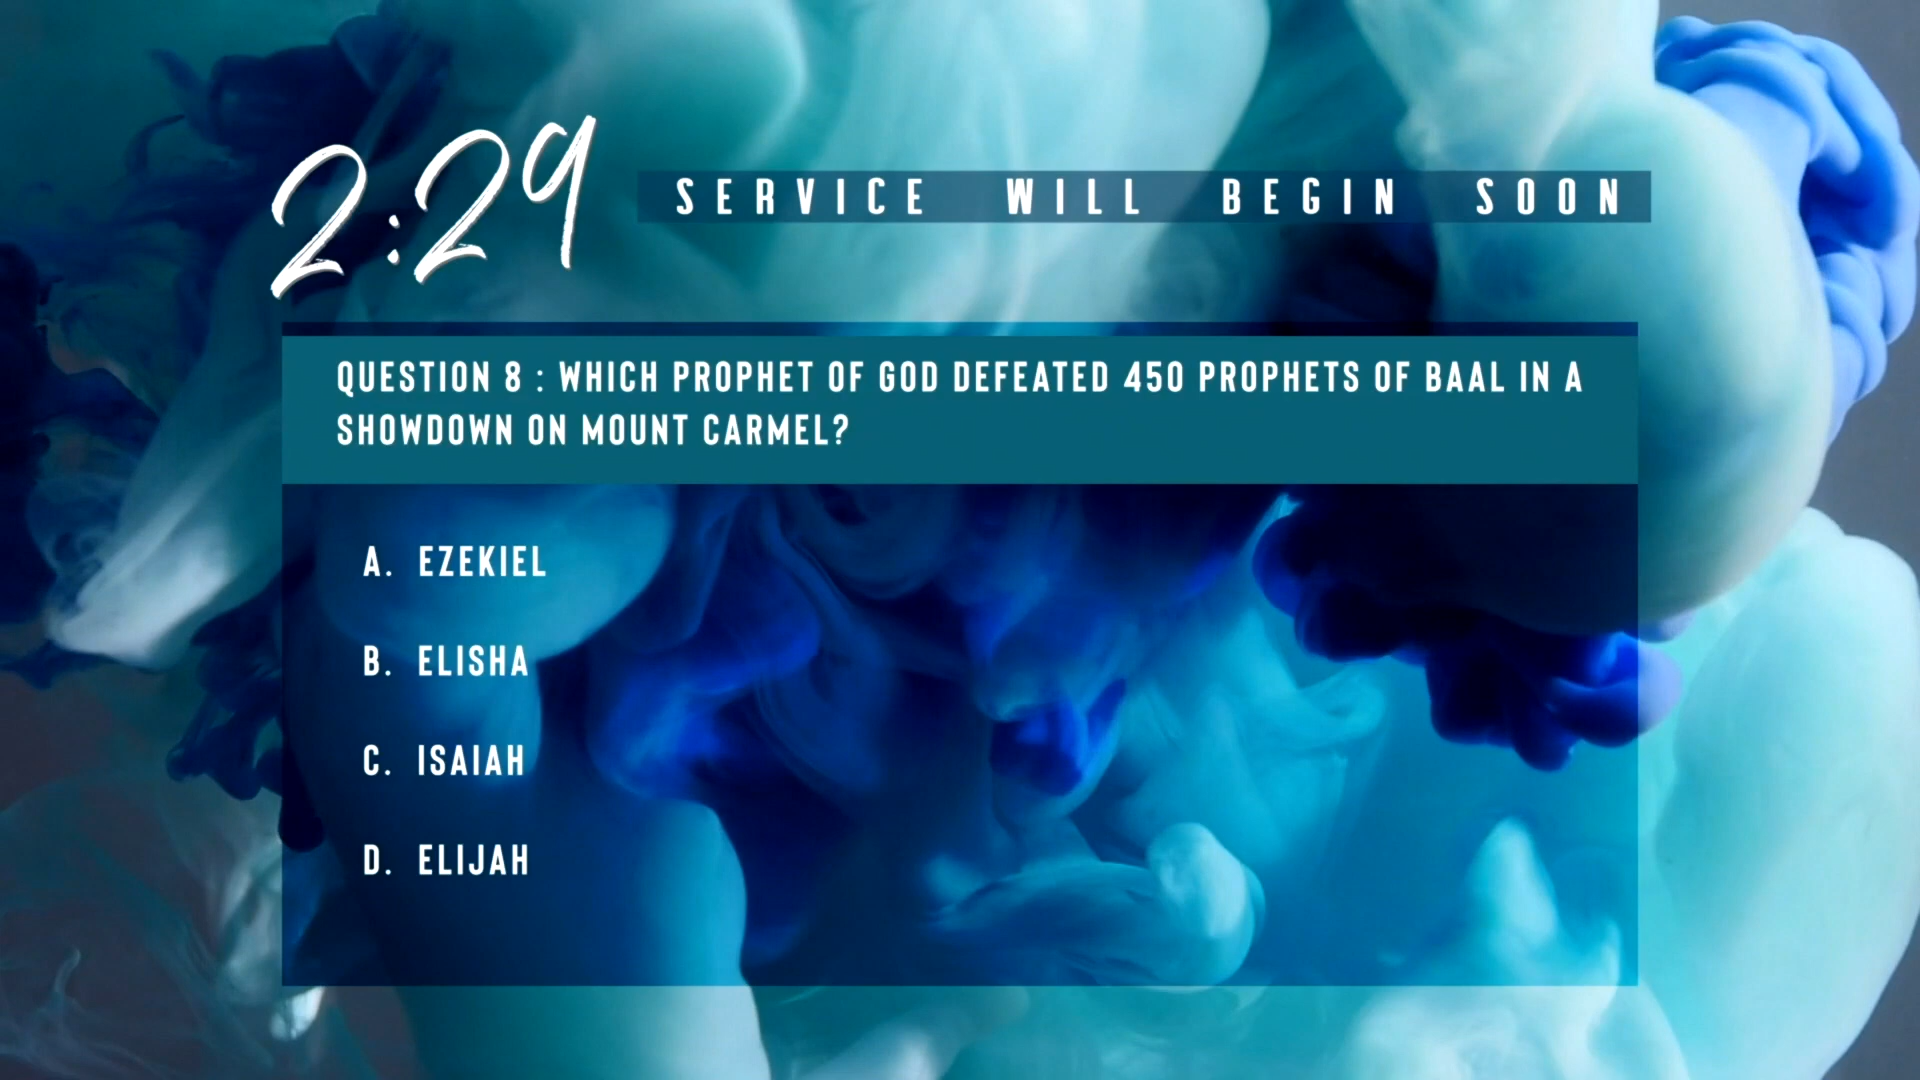 2:29
SERVICE WILL BEGIN SOON
QUESTION 8 : WHICH PROPHET OF GOD DEFEATED 450 PROPHETS OF BAAL IN A
SHOWDOWN ON MOUNT CARMEL?
A. EZEKIEL
B. ELISHA
C. ISAIAH
D. ELIJAH